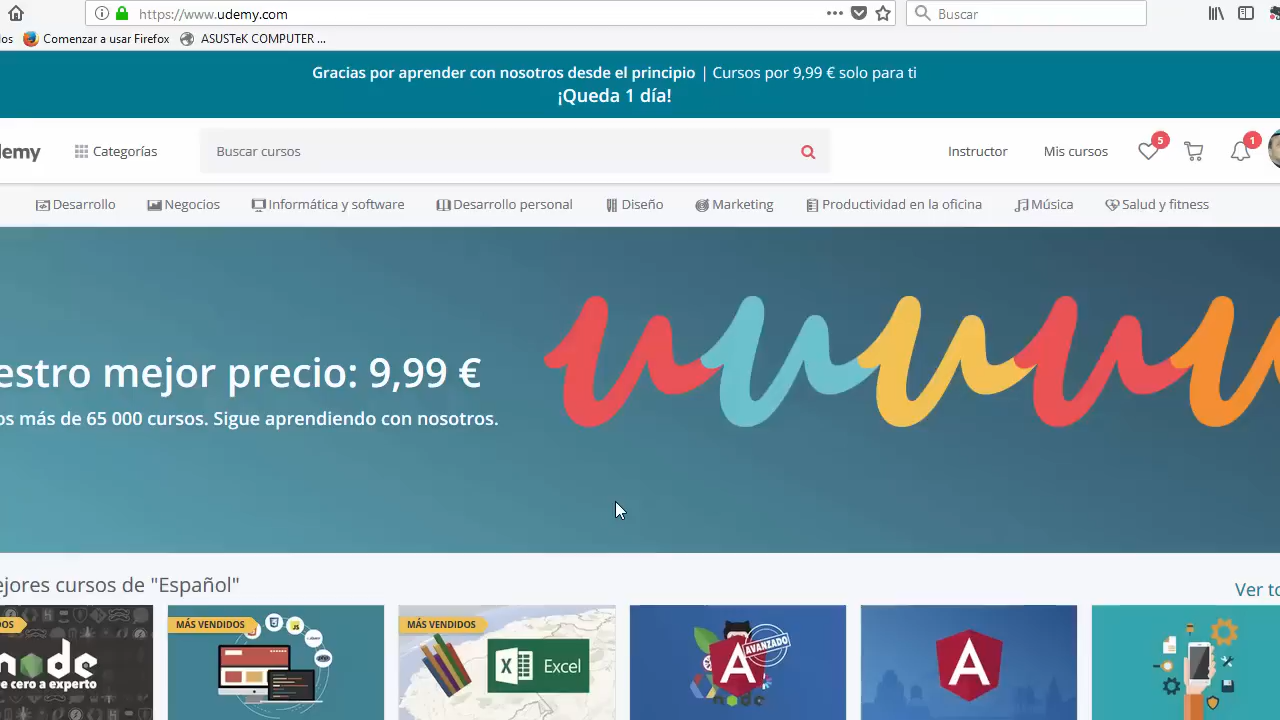 https://www.udemy.com
Buscar
Comenzar a usar Firefox
ASUSTeK COMPUTER ...
Gracias por aprender con nosotros desde el principio | Cursos por 9,99 € solo para ti
¡Queda 1 día!
demy
Categorías
Buscar cursos
Instructor
Mis cursos
5
1
Desarrollo
Negocios
Informática y software
Desarrollo personal
Diseño
Marketing
Productividad en la oficina
Música
Salud y fitness
estro mejor precio: 9,99 €
os más de 65 000 cursos. Sigue aprendiendo con nosotros.
ejores cursos de "Español"
Ver to
DOS
MÁS VENDIDOS
MÁS VENDIDOS
node
e cero a experto
Excel
AVANZADO
A
node
A